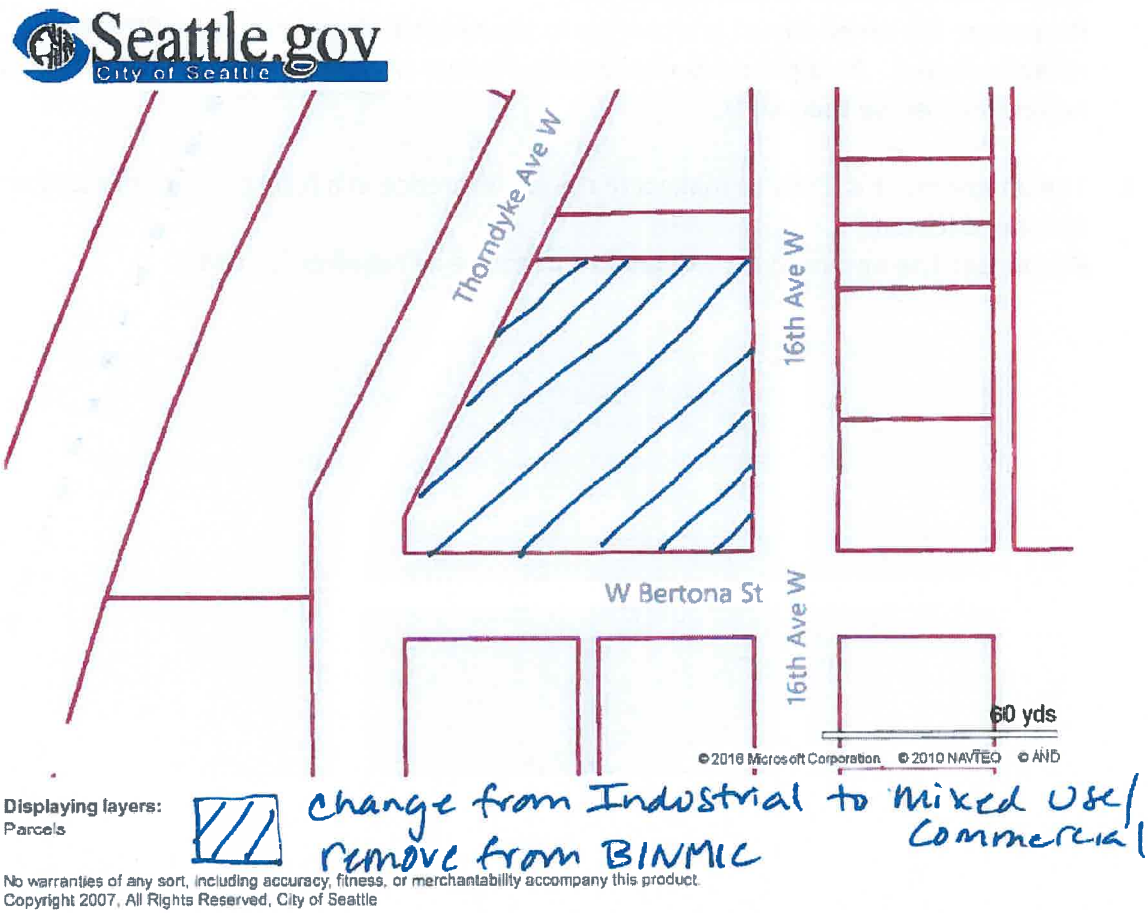 Seattle.gov
City of Seattle
Thorndyke Ave W
16th Ave W
W Bertona St
16th Ave W
60 yds
© 2016 Microsoft Corporation © 2010 NAVTEQ © AND
Displaying layers:
Parcels
change from Industrial to Mixed Use/
Commercial
remove from BINMIC
No warranties of any sort, including accuracy, fitness, or merchantability accompany this product.
Copyright 2007, All Rights Reserved, City of Seattle